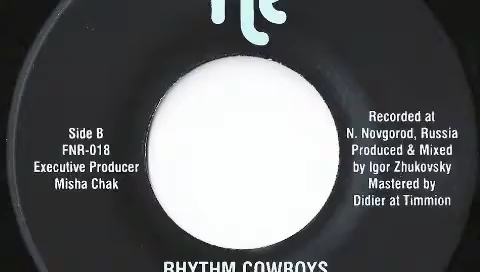 Side B
FNR-018
Executive Producer
Misha Chak
Recorded at
N. Novgorod, Russia
Produced & Mixed
by Igor Zhukovsky
Mastered by
Didier at Timmion
RHYTHM COWBOYS